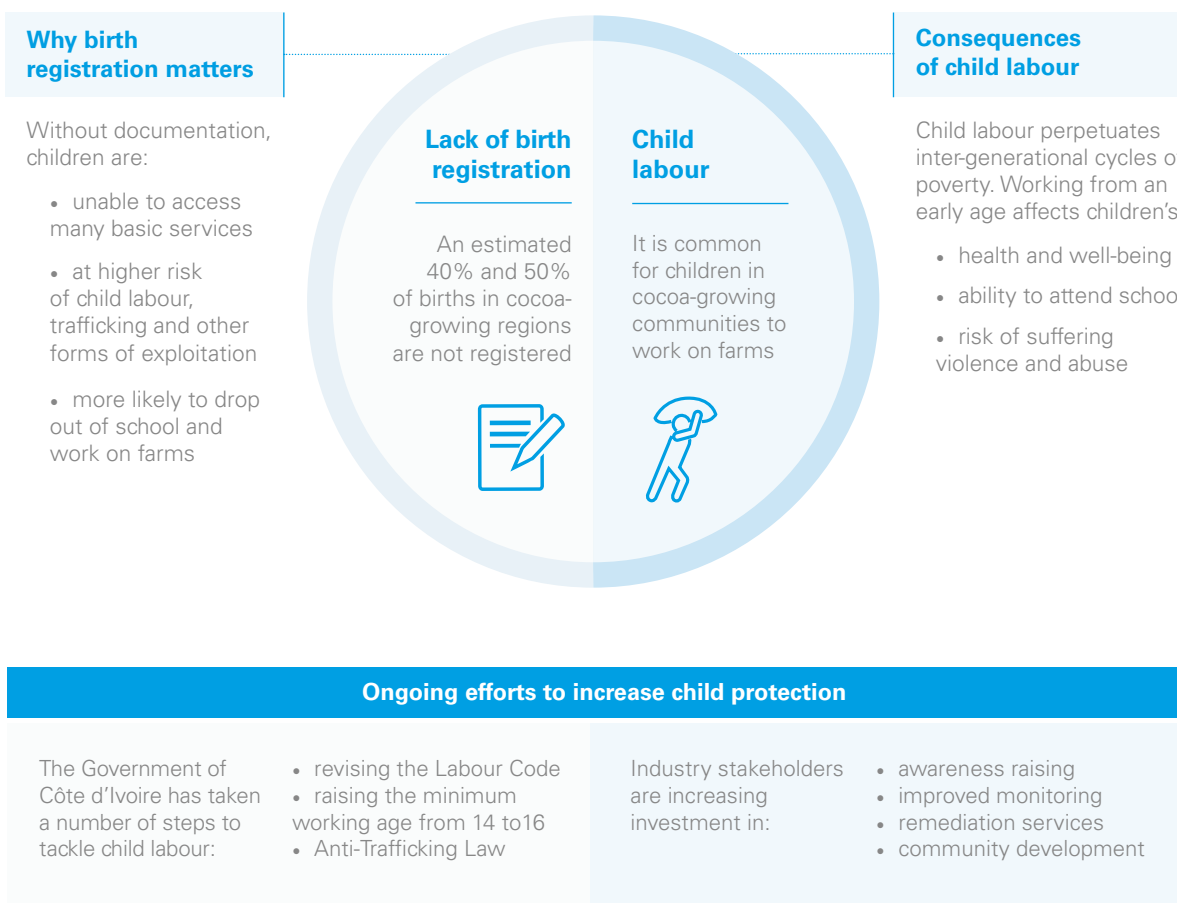 Why birth
registration matters
Without documentation,
children are:
• unable to access
many basic services
• at higher risk
of child labour,
trafficking and other
forms of exploitation
• more likely to drop
out of school and
work on farms
Lack of birth
registration
An estimated
40% and 50%
of births in cocoa-
growing regions
are not registered
Child
labour
It is common
for children in
cocoa-growing
communities to
work on farms
Consequences
of child labour
Child labour perpetuates
inter-generational cycles o
poverty. Working from an
early age affects children's
• health and well-being
• ability to attend schoo
• risk of suffering
violence and abuse
Ongoing efforts to increase child protection
The Government of
Côte d'Ivoire has taken
a number of steps to
tackle child labour:
• revising the Labour Code
• raising the minimum
working age from 14 to16
• Anti-Trafficking Law
Industry stakeholders
are increasing
investment in:
• awareness raising
• improved monitoring
• remediation services
• community development